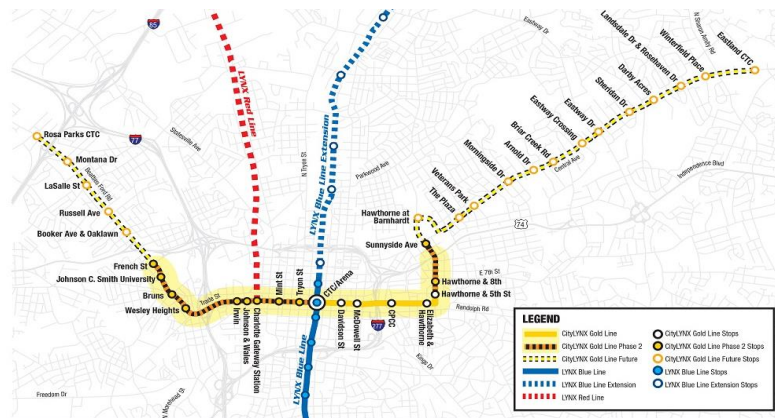 85
77
74
277
Eastway Dr
N Sharon Amity Rd
Statesville Ave
N Tryon St
Parkwood Ave
Beatties Ford Rd
Central Ave
Independence Blvd
E 7th St
Randolph Rd
Kings Dr
Trade St
Freedom Dr
N Morehead St
LYNX Red Line
LYNX Blue Line Extension
LYNX Blue Line
Rosa Parks CTC
Montana Dr
LaSalle St
Russell Ave
Booker Ave & Oaklawn
French St
Johnson C. Smith University
Bruns
Wesley Heights
Irwin
Johnson & Wales
Charlotte Gateway Station
Mint St
Tryon St
CTC/Arena
Davidson St
McDowell St
CPCC
Elizabeth &
Hawthorne
Hawthorne & 5th St
Hawthorne & 8th
Sunnyside Ave
Hawthorne at
Barnhardt
The Plaza
Veterans Park
Morningside Dr
Arnold Dr
Briar Creek Rd
Eastway Crossing
Eastway Dr
Sheridan Dr
Darby Acres
Landsdale Dr & Rosehaven Dr
Winterfield Place
Eastland CTC
LEGEND
CityLYNX Gold Line
CityLYNX Gold Line Phase 2
CityLYNX Gold Line Future
LYNX Blue Line
LYNX Blue Line Extension
LYNX Red Line
CityLYNX Gold Line Stops
CityLYNX Gold Line Phase 2 Stops
CityLYNX Gold Line Future Stops
LYNX Blue Line Stops
LYNX Blue Line Extension Stops